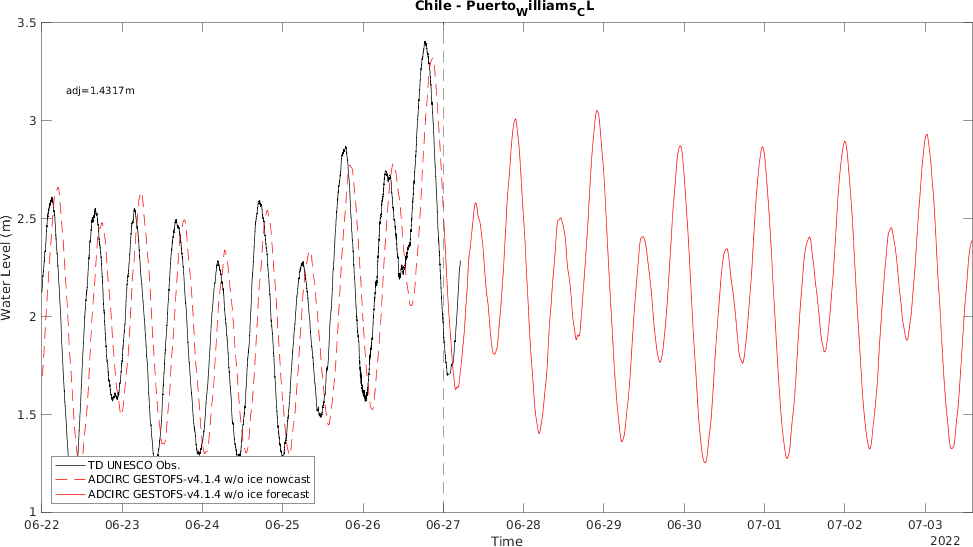 Chile - PuertoWilliamsCL
adj=1.4317m
Water Level (m)
3.5
3
2.5
2
1.5
1
TD UNESCO Obs.
ADCIRC GESTOFS-v4.1.4 w/o ice nowcast
ADCIRC GESTOFS-v4.1.4 w/o ice forecast
06-22 06-23 06-24 06-25 06-26 06-27 06-28 06-29 06-30 07-01 07-02 07-03
Time
2022